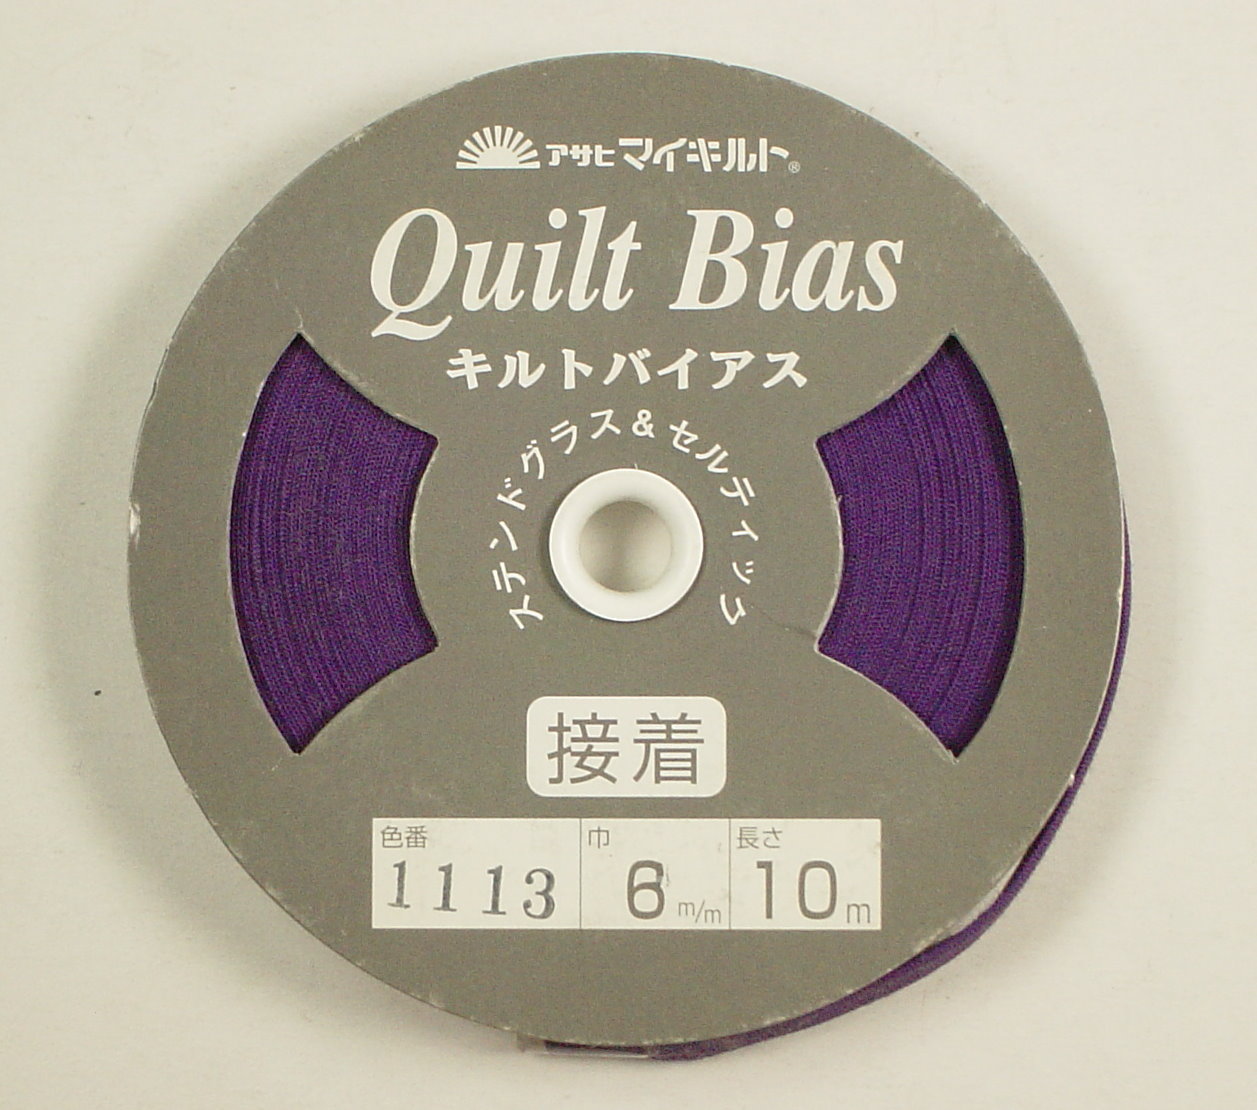 アサヒマイキルト®
Quilt Bias
キルトバイアス
ステンドグラス&セルティック
接着
色番 巾 長さ
1113 6m/m 10m